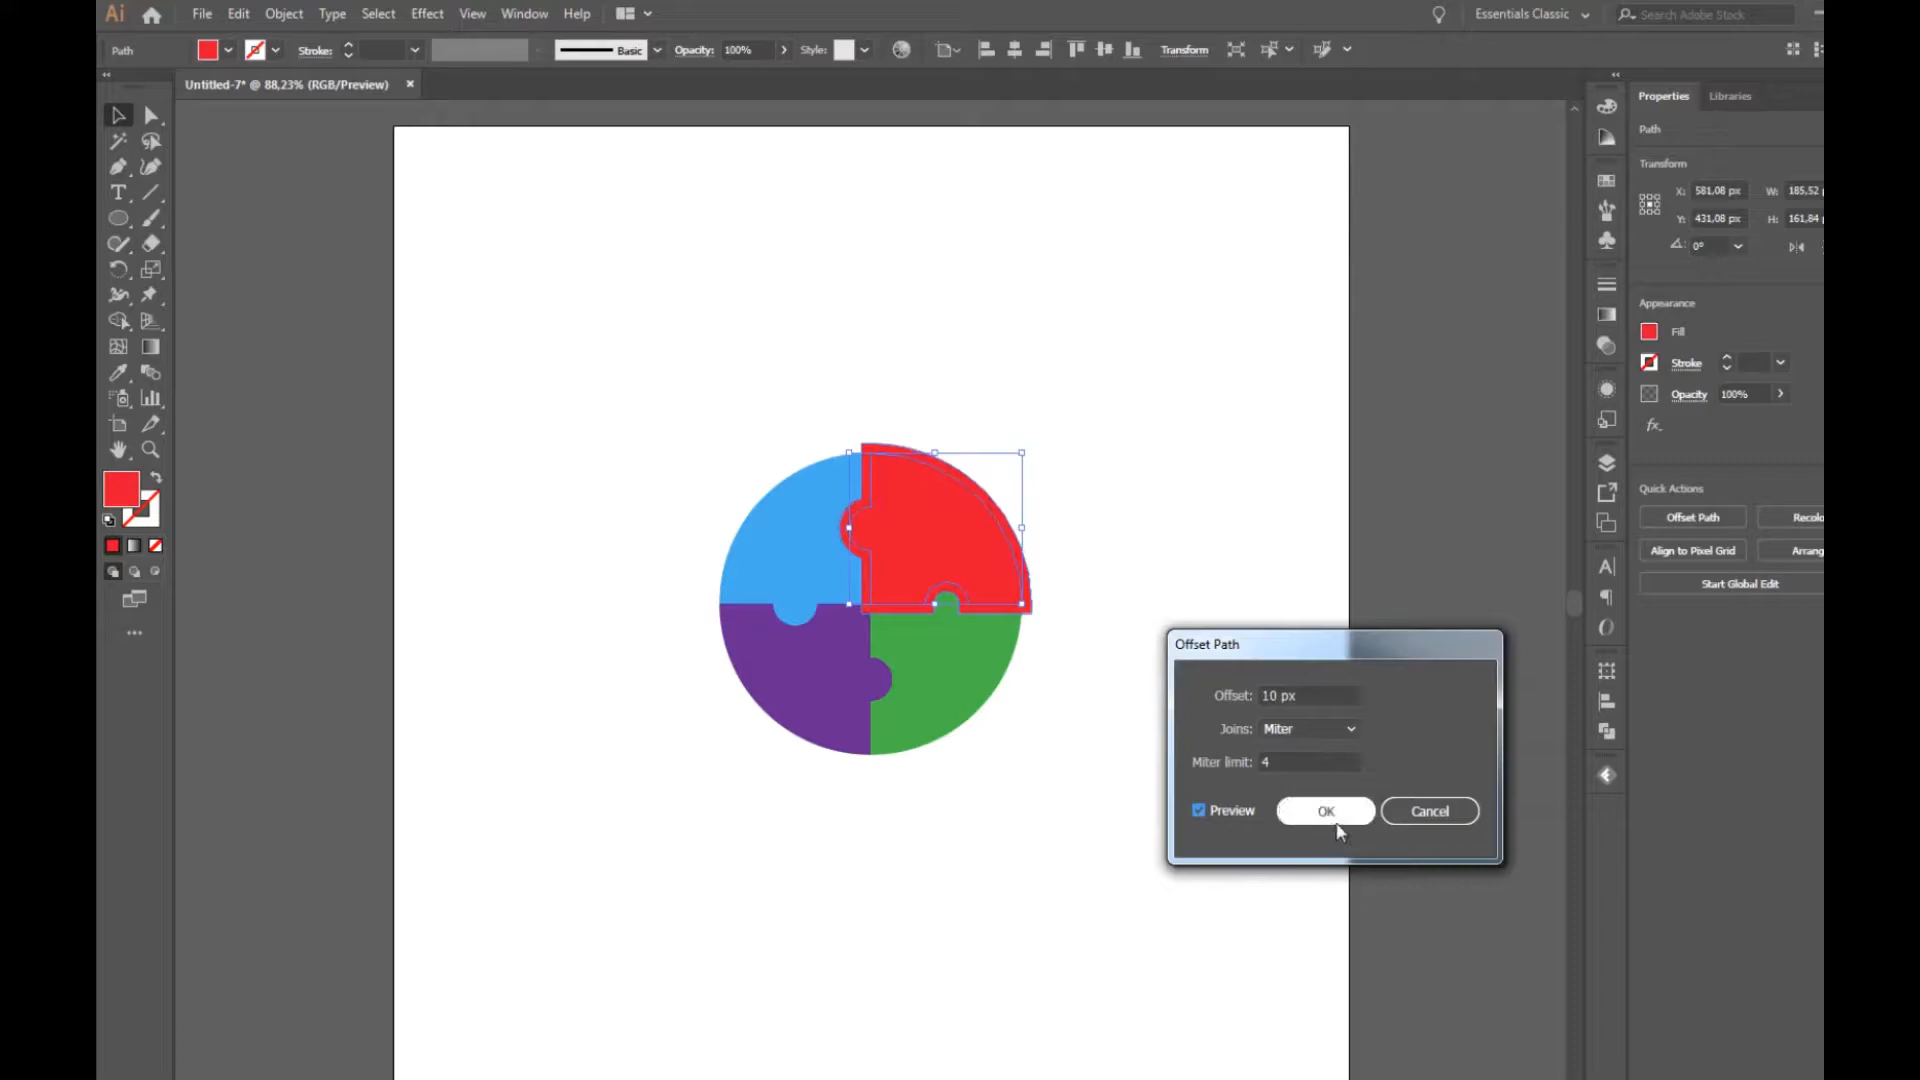 Ai File Edit Object Type Select Effect View Window Help Essentials Classic Search Adobe Stock
Path Stroke: Basic Opacity: 100% Style: Transform
Untitled-7* @ 88,23% (RGB/Preview) ×
Properties Libraries
Path
Transform
X: 581,08 px W: 185,52
Y: 431,08 px H: 161,84
0°
Appearance
Fill
Stroke
Opacity 100%
fx
Quick Actions
Offset Path Recolo
Align to Pixel Grid Arrang
Start Global Edit
Offset Path
Offset: 10 px
Joins: Miter
Miter limit: 4
Preview OK Cancel